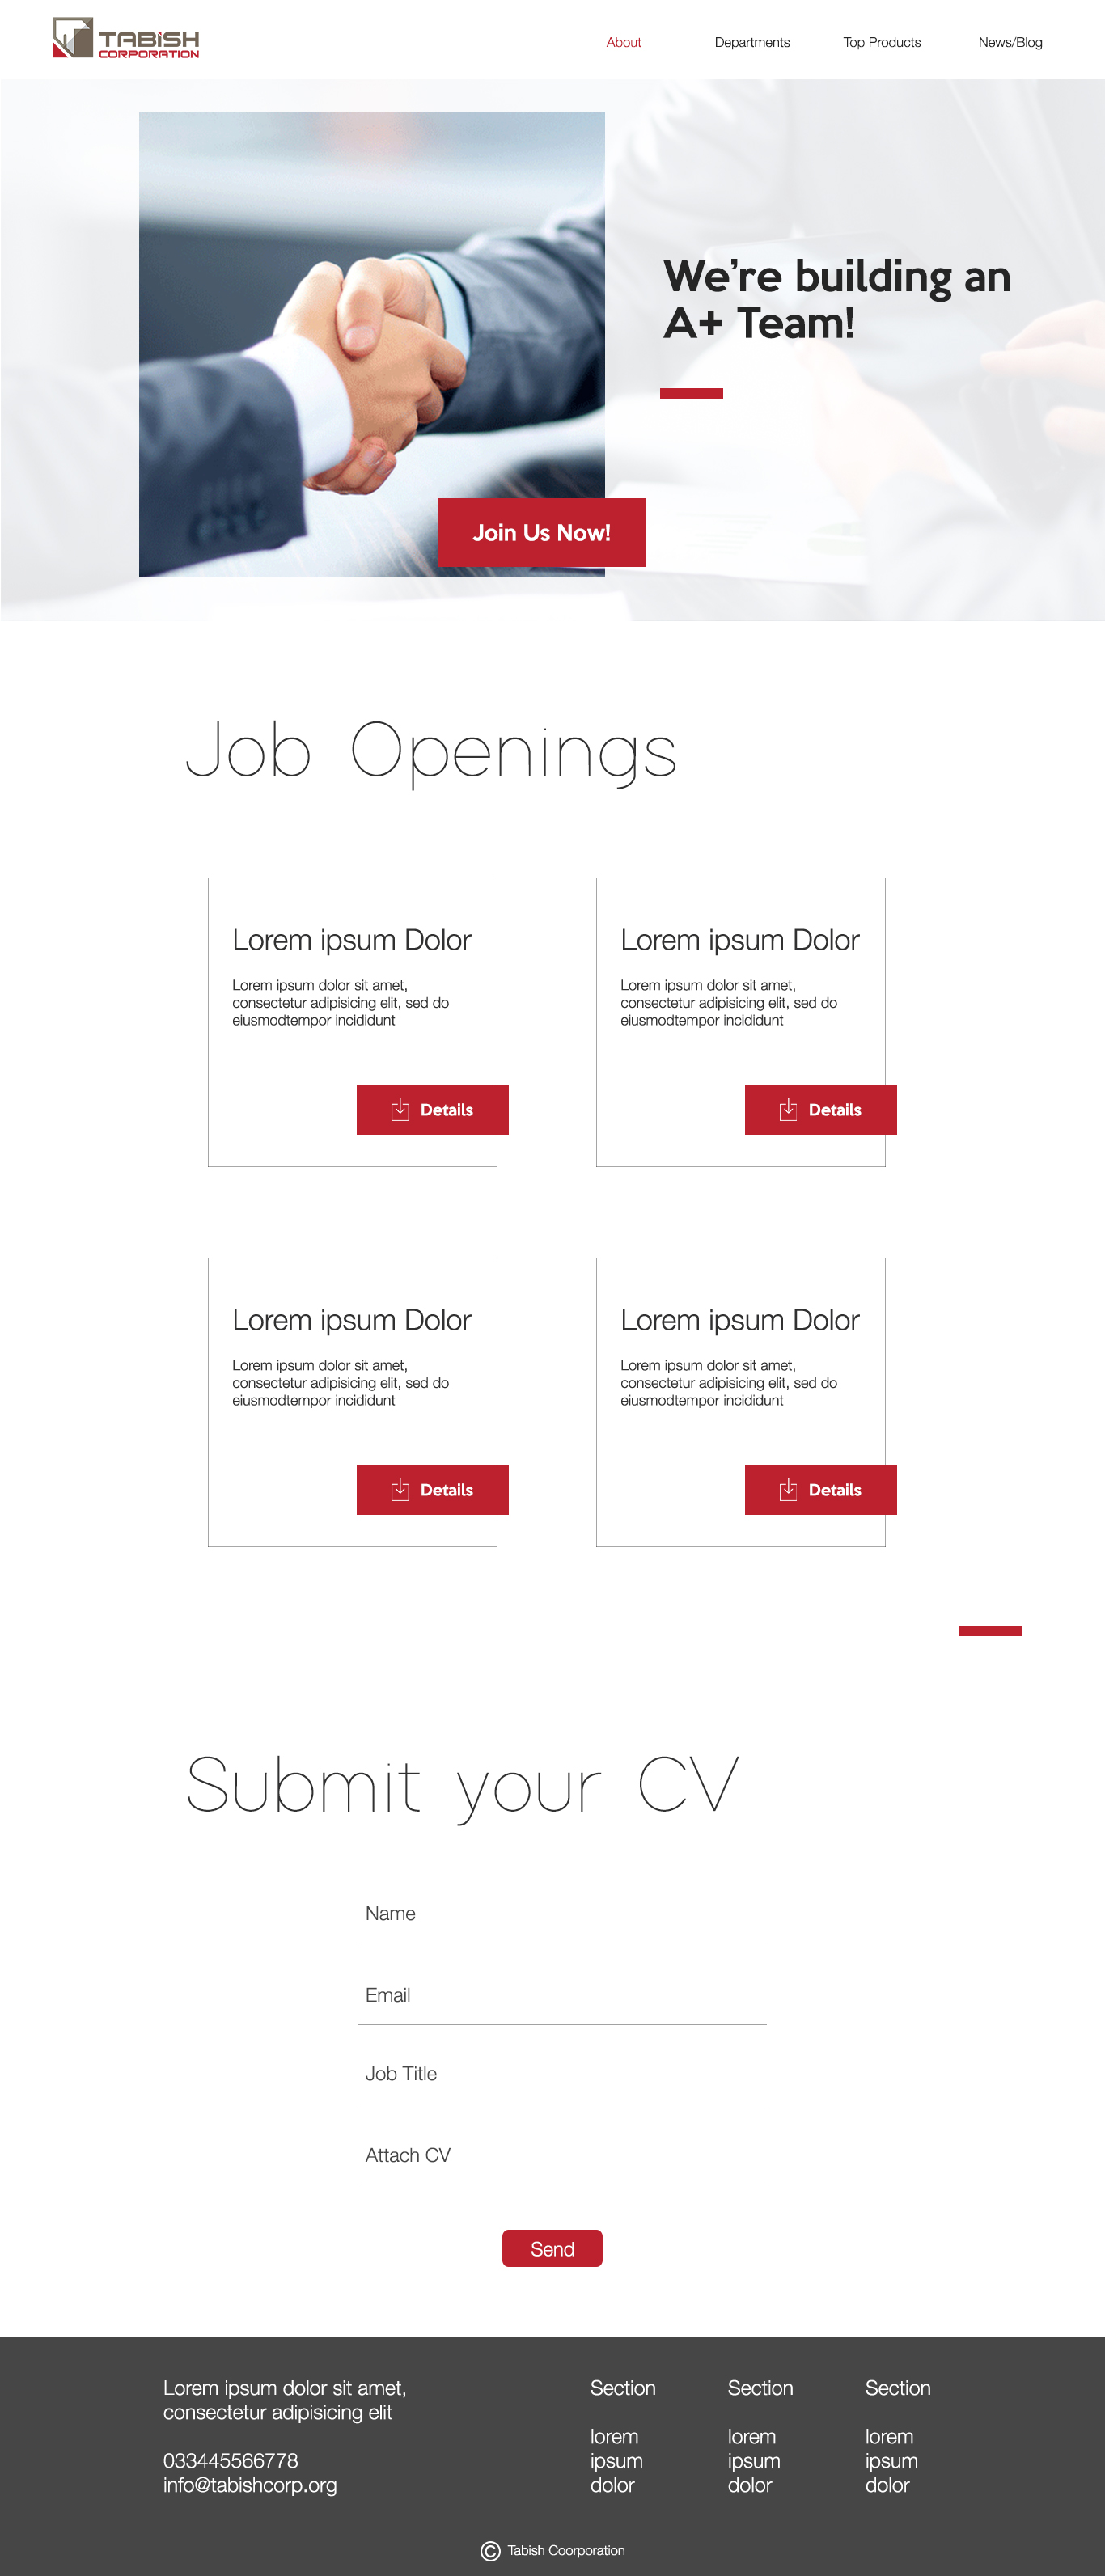 TABISH
CORPORATION
About
Departments
Top Products
News/Blog
We're building an
A+ Team!
Join Us Now!
Job Openings
Lorem ipsum Dolor
Lorem ipsum dolor sit amet,
consectetur adipisicing elit, sed do
eiusmodtempor incididunt
Details
Lorem ipsum Dolor
Lorem ipsum dolor sit amet,
consectetur adipisicing elit, sed do
eiusmodtempor incididunt
Details
Lorem ipsum Dolor
Lorem ipsum dolor sit amet,
consectetur adipisicing elit, sed do
eiusmodtempor incididunt
Details
Lorem ipsum Dolor
Lorem ipsum dolor sit amet,
consectetur adipisicing elit, sed do
eiusmodtempor incididunt
Details
Submit your CV
Name
Email
Job Title
Attach CV
Send
Lorem ipsum dolor sit amet,
consectetur adipisicing elit
033445566778
info@tabishcorp.org
Section
lorem
ipsum
dolor
Section
lorem
ipsum
dolor
Section
lorem
ipsum
dolor
© Tabish Coorporation